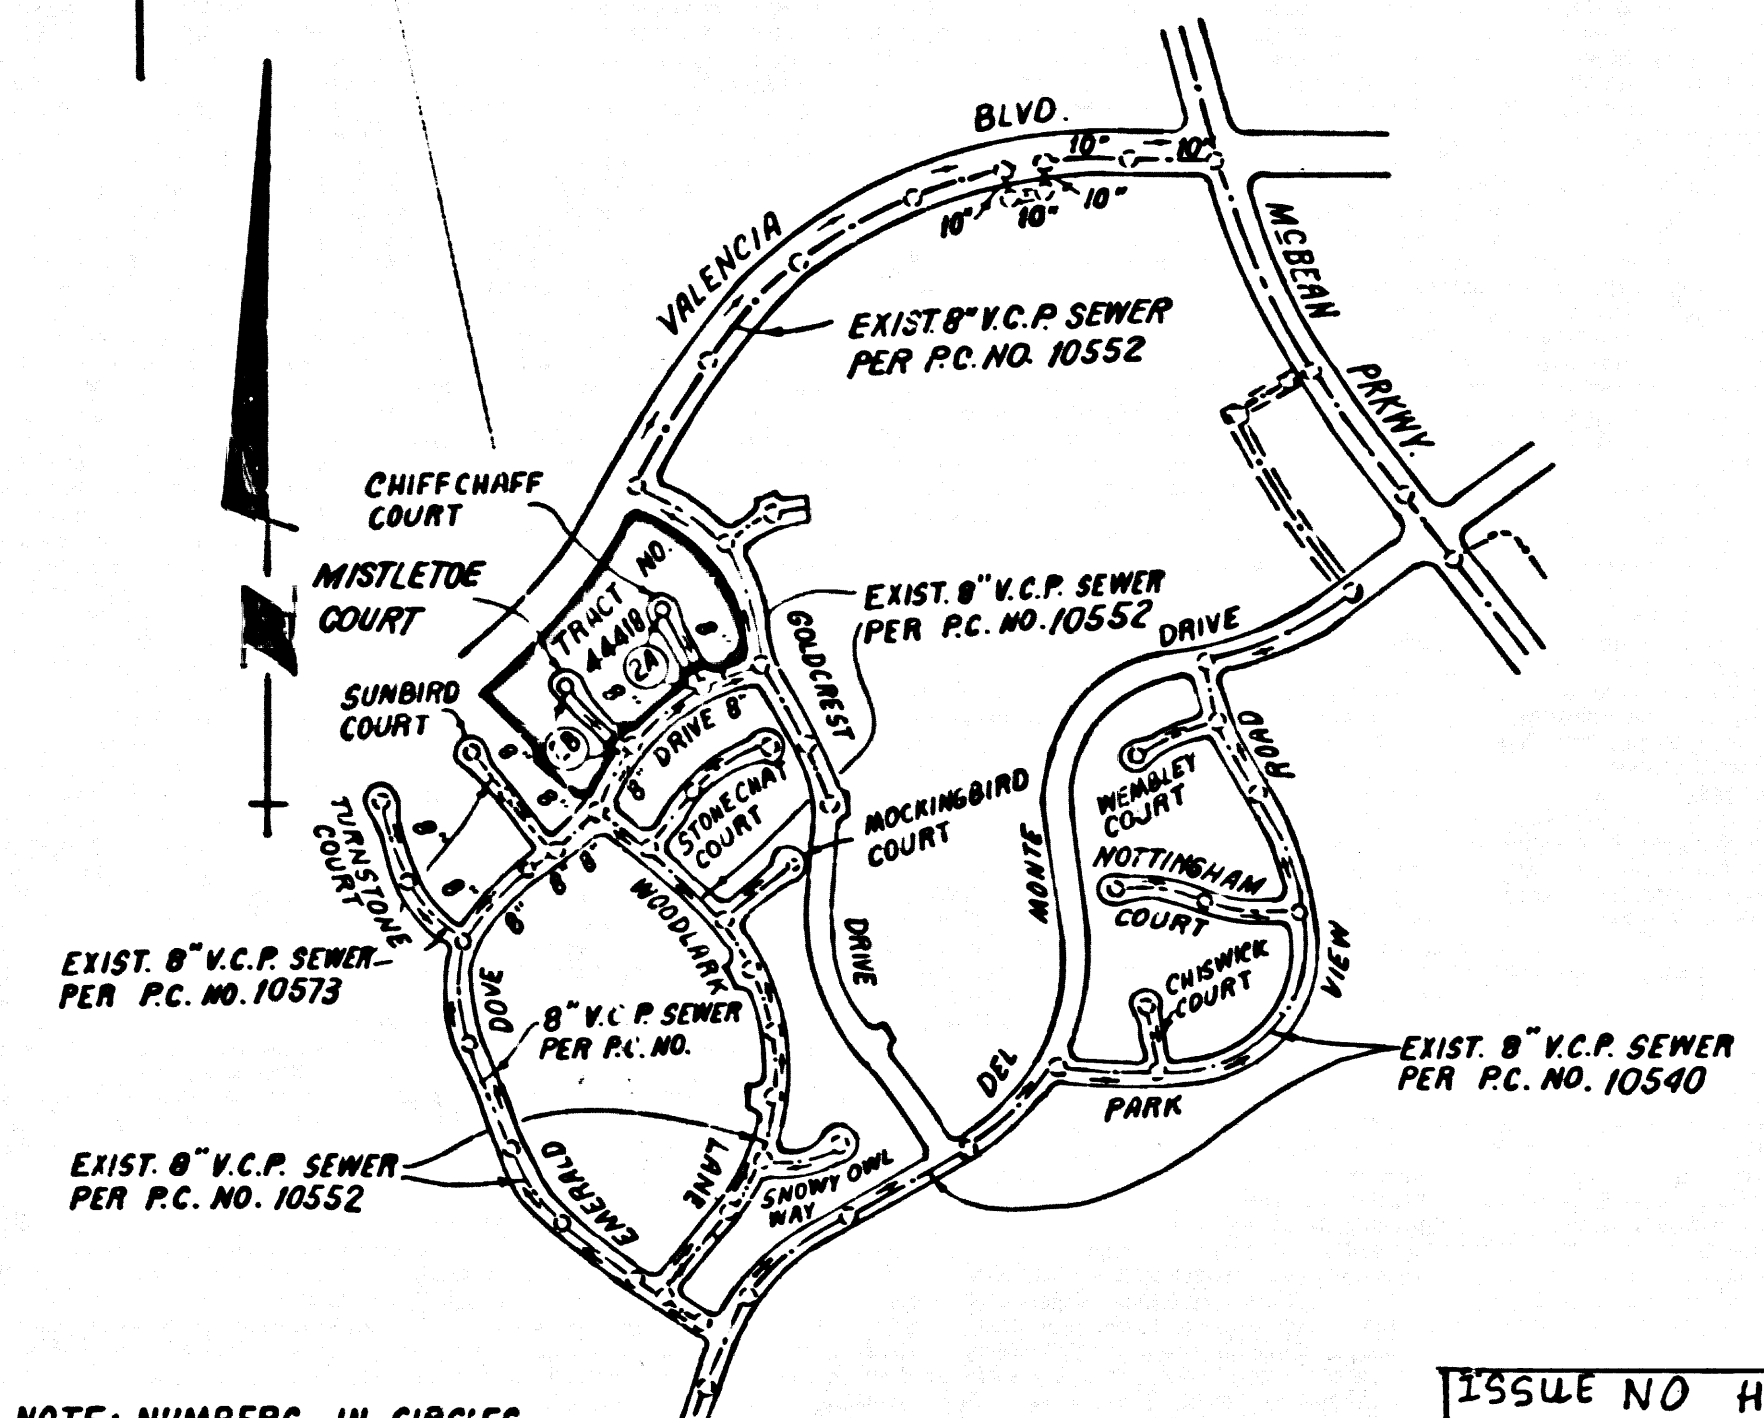 BLVD.
10" 10"
10" 10" 10"
VALENCIA
McBEAN
PRKWY.
EXIST. 8" V.C.P. SEWER
PER P.C. NO. 10552
CHIFFCHAFF
COURT
MISTLETOE
COURT
TRACT NO.
44418
2A
8"
8"
EXIST. 8" V.C.P. SEWER
PER P.C. NO. 10552
GOLDCREST
DRIVE
SUNBIRD
COURT
8"
8"
DRIVE 8"
8"
STONECHAT
COURT
MOCKINGBIRD
COURT
TURNSTONE
COURT
8"
8"
8"
8"
8"
WOODLARK
DRIVE
MONTE
WEMBLEY
COURT
ROAD
NOTTINGHAM
COURT
CHISWICK
COURT
VIEW
EXIST. 8" V.C.P. SEWER
PER P.C. NO. 10573
DOVE
8" V.C.P. SEWER
PER P.C. NO.
DEL
PARK
EXIST. 8" V.C.P. SEWER
PER P.C. NO. 10540
EXIST. 8" V.C.P. SEWER
PER P.C. NO. 10552
EMERALD
LANE
SNOWY OWL
WAY
NOTE: NUMBERS IN CIRCLES
ISSUE NO H